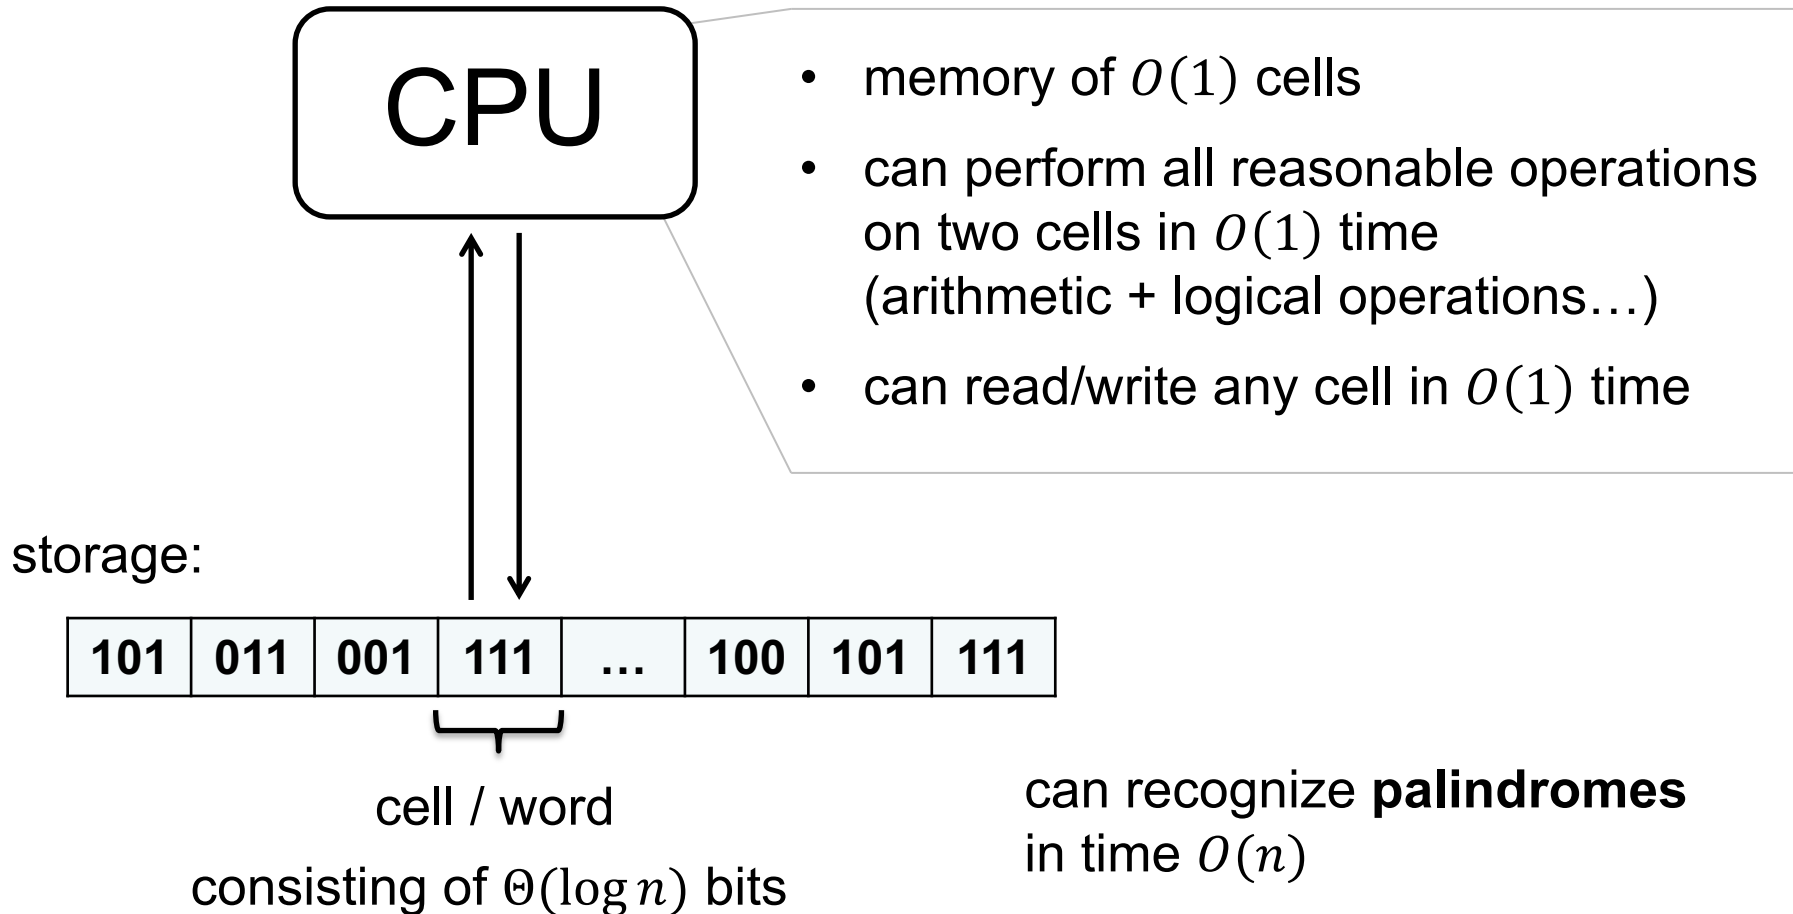 CPU
• memory of O(1) cells
• can perform all reasonable operations
on two cells in O(1) time
(arithmetic + logical operations…)
• can read/write any cell in O(1) time
storage:
101 011 001 111 … 100 101 111
cell / word
consisting of Θ(log n) bits
can recognize palindromes
in time O(n)